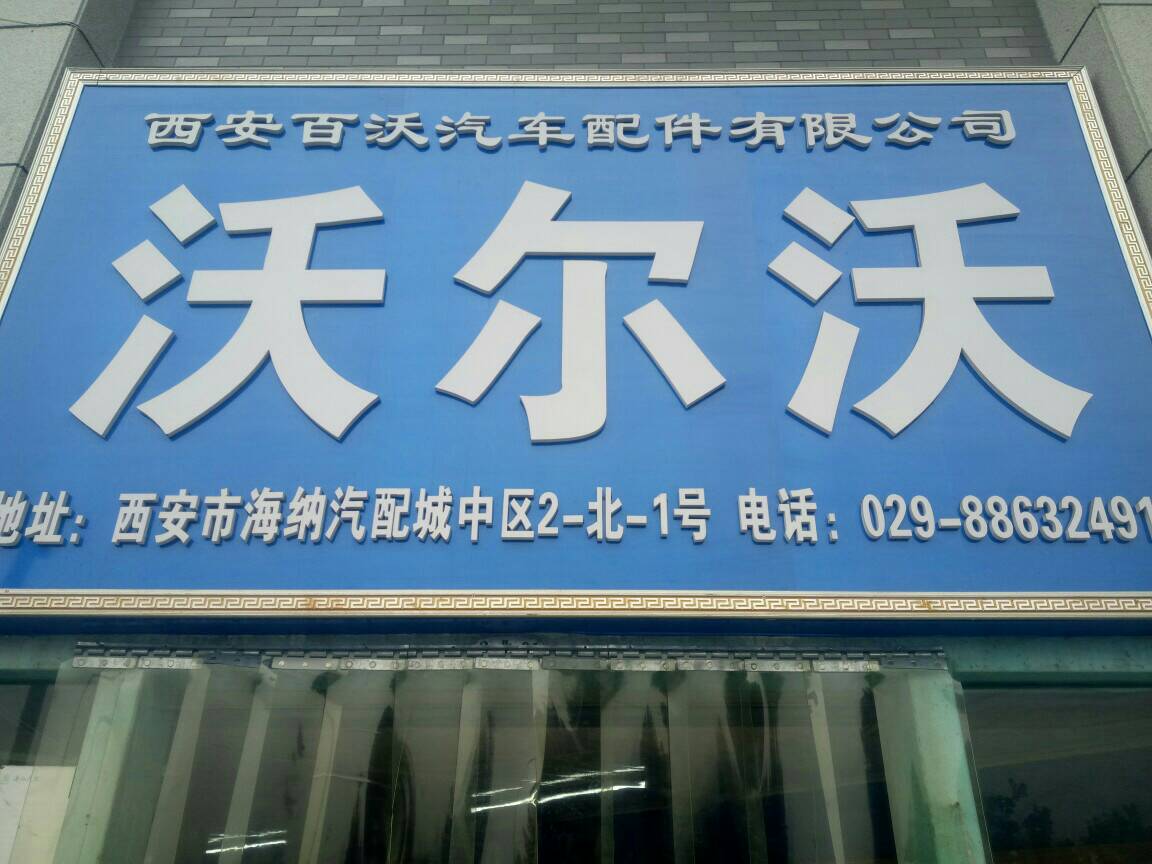 西安百沃汽车配件有限公司
沃尔沃
地址：西安市海纳汽配城中区2-北-1号 电话：029-88632491